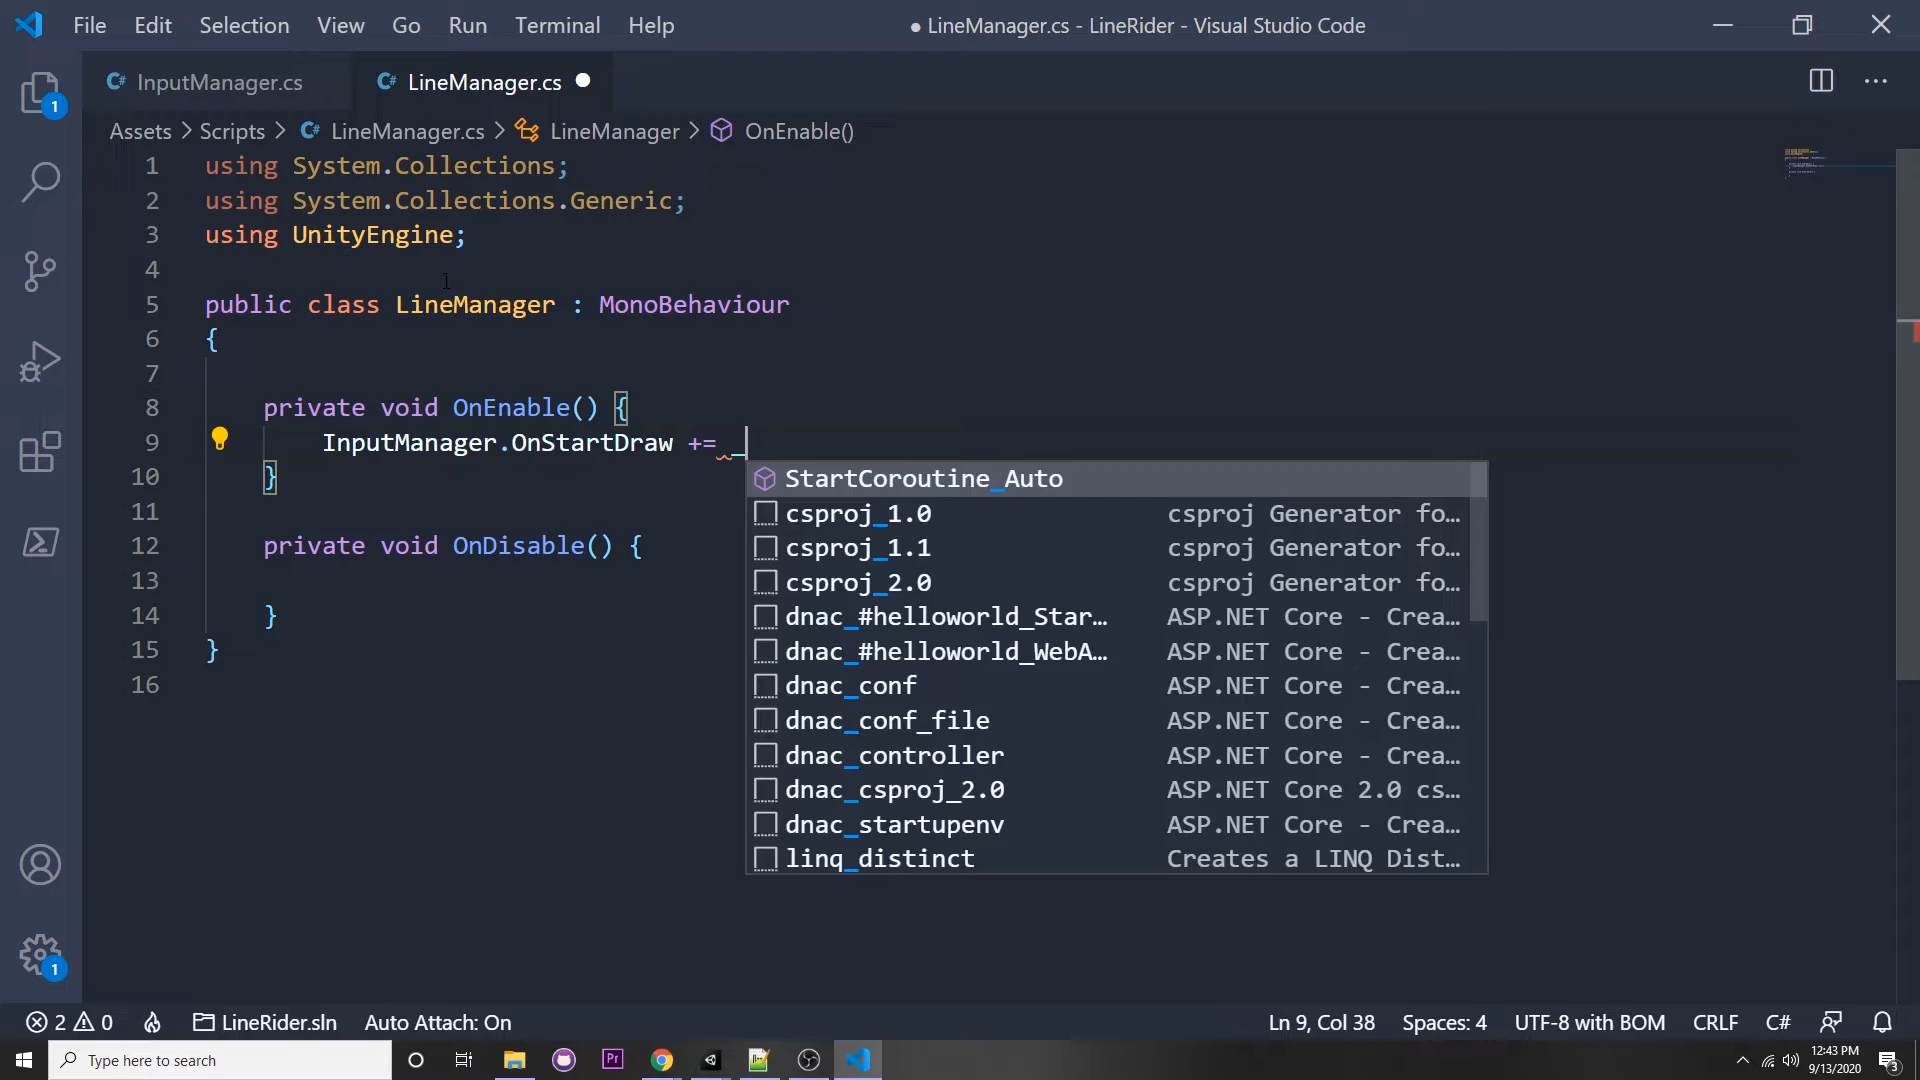 File Edit Selection View Go Run Terminal Help
● LineManager.cs - LineRider - Visual Studio Code
C# InputManager.cs
C# LineManager.cs
Assets > Scripts > C# LineManager.cs > LineManager > OnEnable()
1 using System.Collections;
2 using System.Collections.Generic;
3 using UnityEngine;
4
5 public class LineManager : MonoBehaviour
6 {
7
8 private void OnEnable() {
9 InputManager.OnStartDraw += _
10 }
11
12 private void OnDisable() {
13
14 }
15 }
16
StartCoroutine_Auto
csproj_1.0 csproj Generator fo…
csproj_1.1 csproj Generator fo…
csproj_2.0 csproj Generator fo…
dnac_#helloworld_Star… ASP.NET Core - Crea…
dnac_#helloworld_WebA… ASP.NET Core - Crea…
dnac_conf ASP.NET Core - Crea…
dnac_conf_file ASP.NET Core - Crea…
dnac_controller ASP.NET Core - Crea…
dnac_csproj_2.0 ASP.NET Core 2.0 cs…
dnac_startupenv ASP.NET Core - Crea…
linq_distinct Creates a LINQ Dist…
1
1
2 0 LineRider.sln Auto Attach: On
Ln 9, Col 38 Spaces: 4 UTF-8 with BOM CRLF C#
Type here to search
Pr
12:43 PM
9/13/2020
3